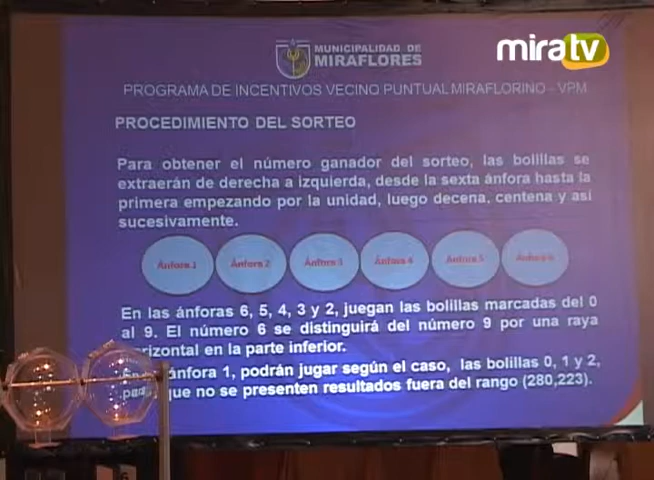 MUNICIPALIDAD DE
MIRAFLORES
miratv
PROGRAMA DE INCENTIVOS VECINO PUNTUAL MIRAFLORINO - VPM
PROCEDIMIENTO DEL SORTEO
Para obtener el número ganador del sorteo, las bolillas se
extraerán de derecha a izquierda, desde la sexta ánfora hasta la
primera empezando por la unidad, luego decena, centena y así
sucesivamente.
Ánfora 1 Ánfora 2 Ánfora 3 Ánfora 4 Ánfora 5 Ánfora 6
En las ánforas 6, 5, 4, 3 y 2, juegan las bolillas marcadas del 0
al 9. El número 6 se distinguirá del número 9 por una raya
horizontal en la parte inferior.
ánfora 1, podrán jugar según el caso, las bolillas 0, 1 y 2,
que no se presenten resultados fuera del rango (280,223).